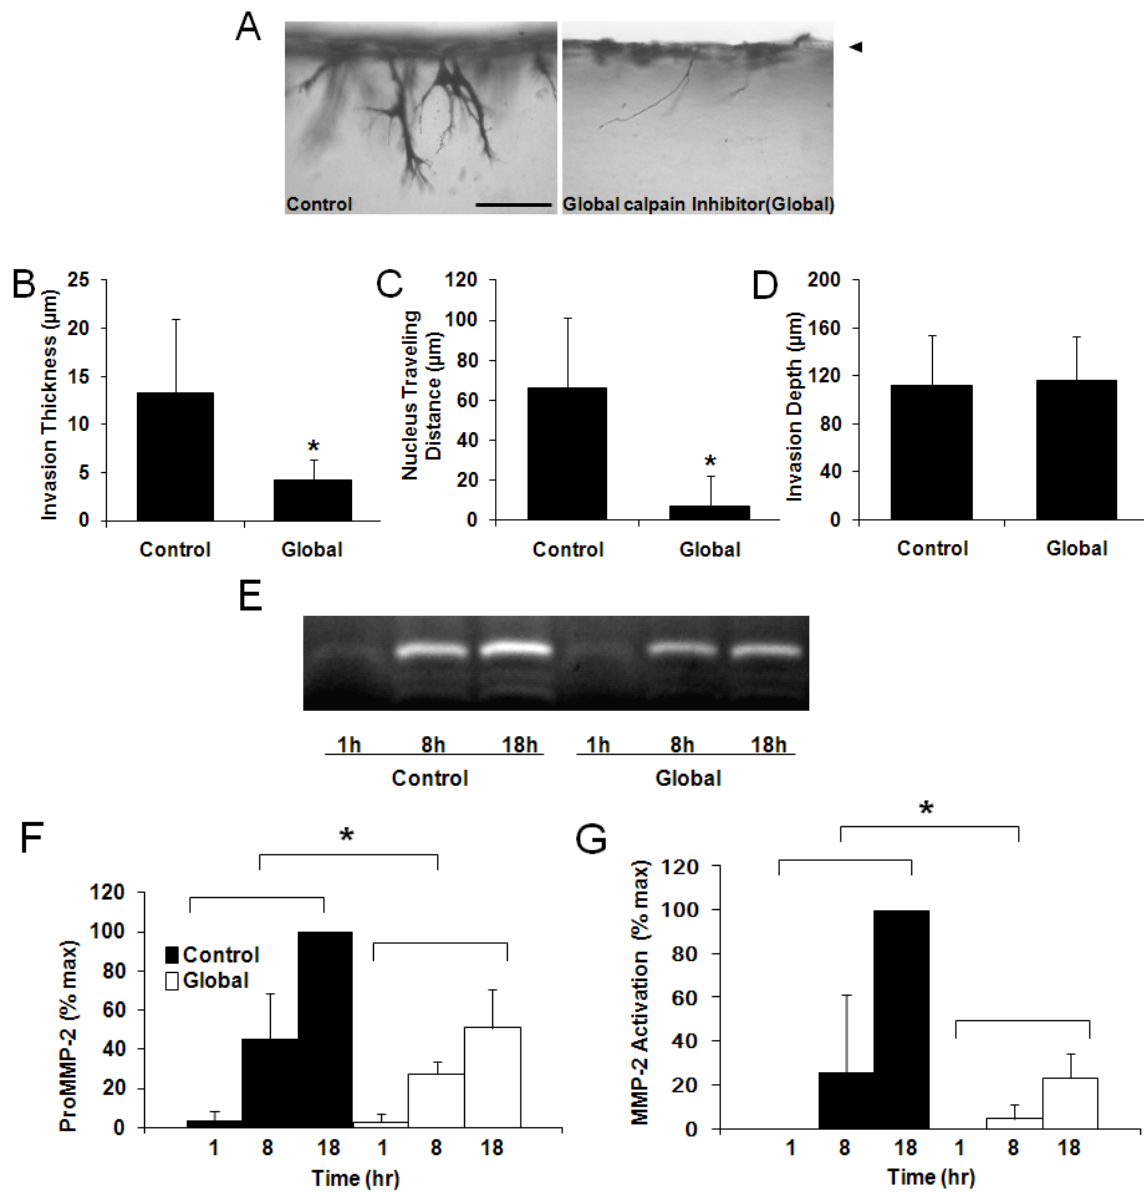 A
Control
Global calpain Inhibitor(Global)
B
Invasion Thickness (µm)
25
20
15
10
5
0
*
Control
Global
C
Nucleus Traveling
Distance (µm)
120
100
80
60
40
20
0
*
Control
Global
D
Invasion Depth (µm)
200
160
120
80
40
0
Control
Global
E
1h
8h
18h
1h
8h
18h
Control
Global
F
*
ProMMP-2 (% max)
120
100
80
60
40
20
0
Control
Global
1
8
18
1
8
18
Time (hr)
G
*
MMP-2 Activation (% max)
120
100
80
60
40
20
0
1
8
18
1
8
18
Time (hr)